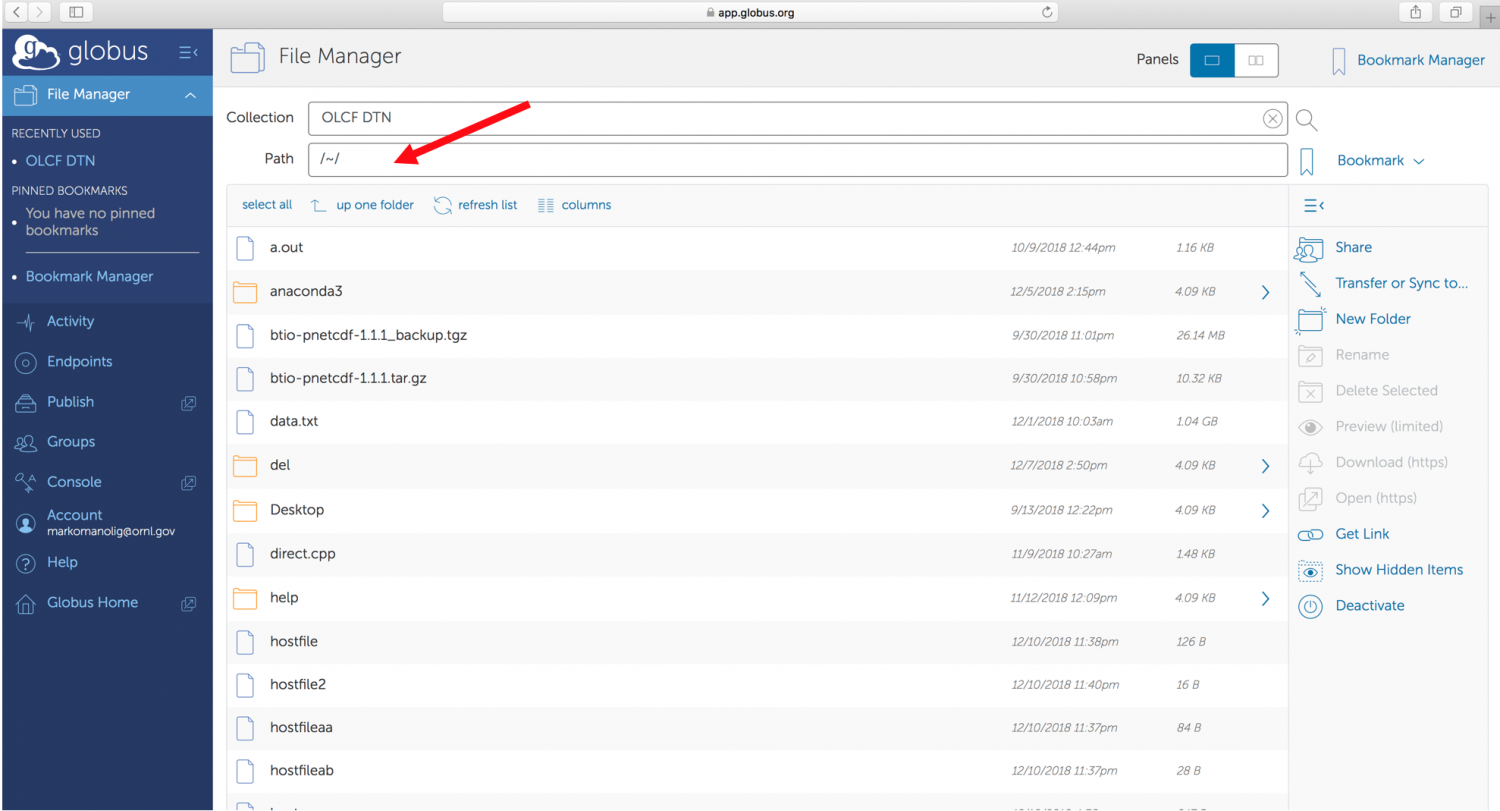 app.globus.org
globus
File Manager
RECENTLY USED
OLCF DTN
PINNED BOOKMARKS
You have no pinned
bookmarks
Bookmark Manager
Activity
Endpoints
Publish
Groups
Console
Account
markomanolig@ornl.gov
Help
Globus Home
File Manager
Panels
Bookmark Manager
Collection OLCF DTN
Path /~/
Bookmark
select all up one folder refresh list columns
a.out 10/9/2018 12:44pm 1.16 KB
anaconda3 12/5/2018 2:15pm 4.09 KB
btio-pnetcdf-1.1.1_backup.tgz 9/30/2018 11:01pm 26.14 MB
btio-pnetcdf-1.1.1.tar.gz 9/30/2018 10:58pm 10.32 KB
data.txt 12/1/2018 10:03am 1.04 GB
del 12/7/2018 2:50pm 4.09 KB
Desktop 9/13/2018 12:22pm 4.09 KB
direct.cpp 11/9/2018 10:27am 1.48 KB
help 11/12/2018 12:09pm 4.09 KB
hostfile 12/10/2018 11:38pm 126 B
hostfile2 12/10/2018 11:40pm 16 B
hostfileaa 12/10/2018 11:37pm 84 B
hostfileab 12/10/2018 11:37pm 28 B
Share
Transfer or Sync to...
New Folder
Rename
Delete Selected
Preview (limited)
Download (https)
Open (https)
Get Link
Show Hidden Items
Deactivate